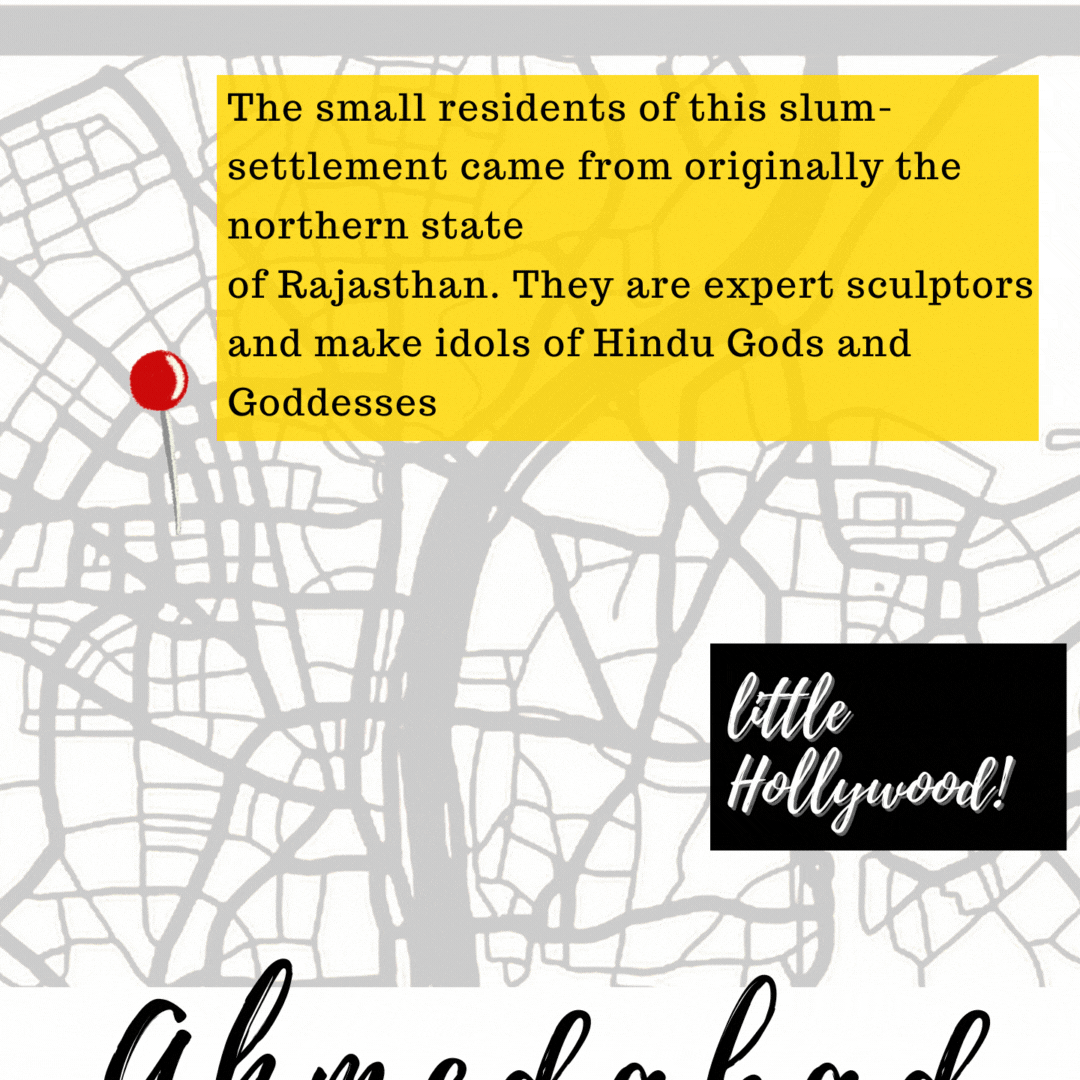 The small residents of this slum-
settlement came from originally the
northern state
of Rajasthan. They are expert sculptors
and make idols of Hindu Gods and
Goddesses
little
Hollywood!
Ahmedabad